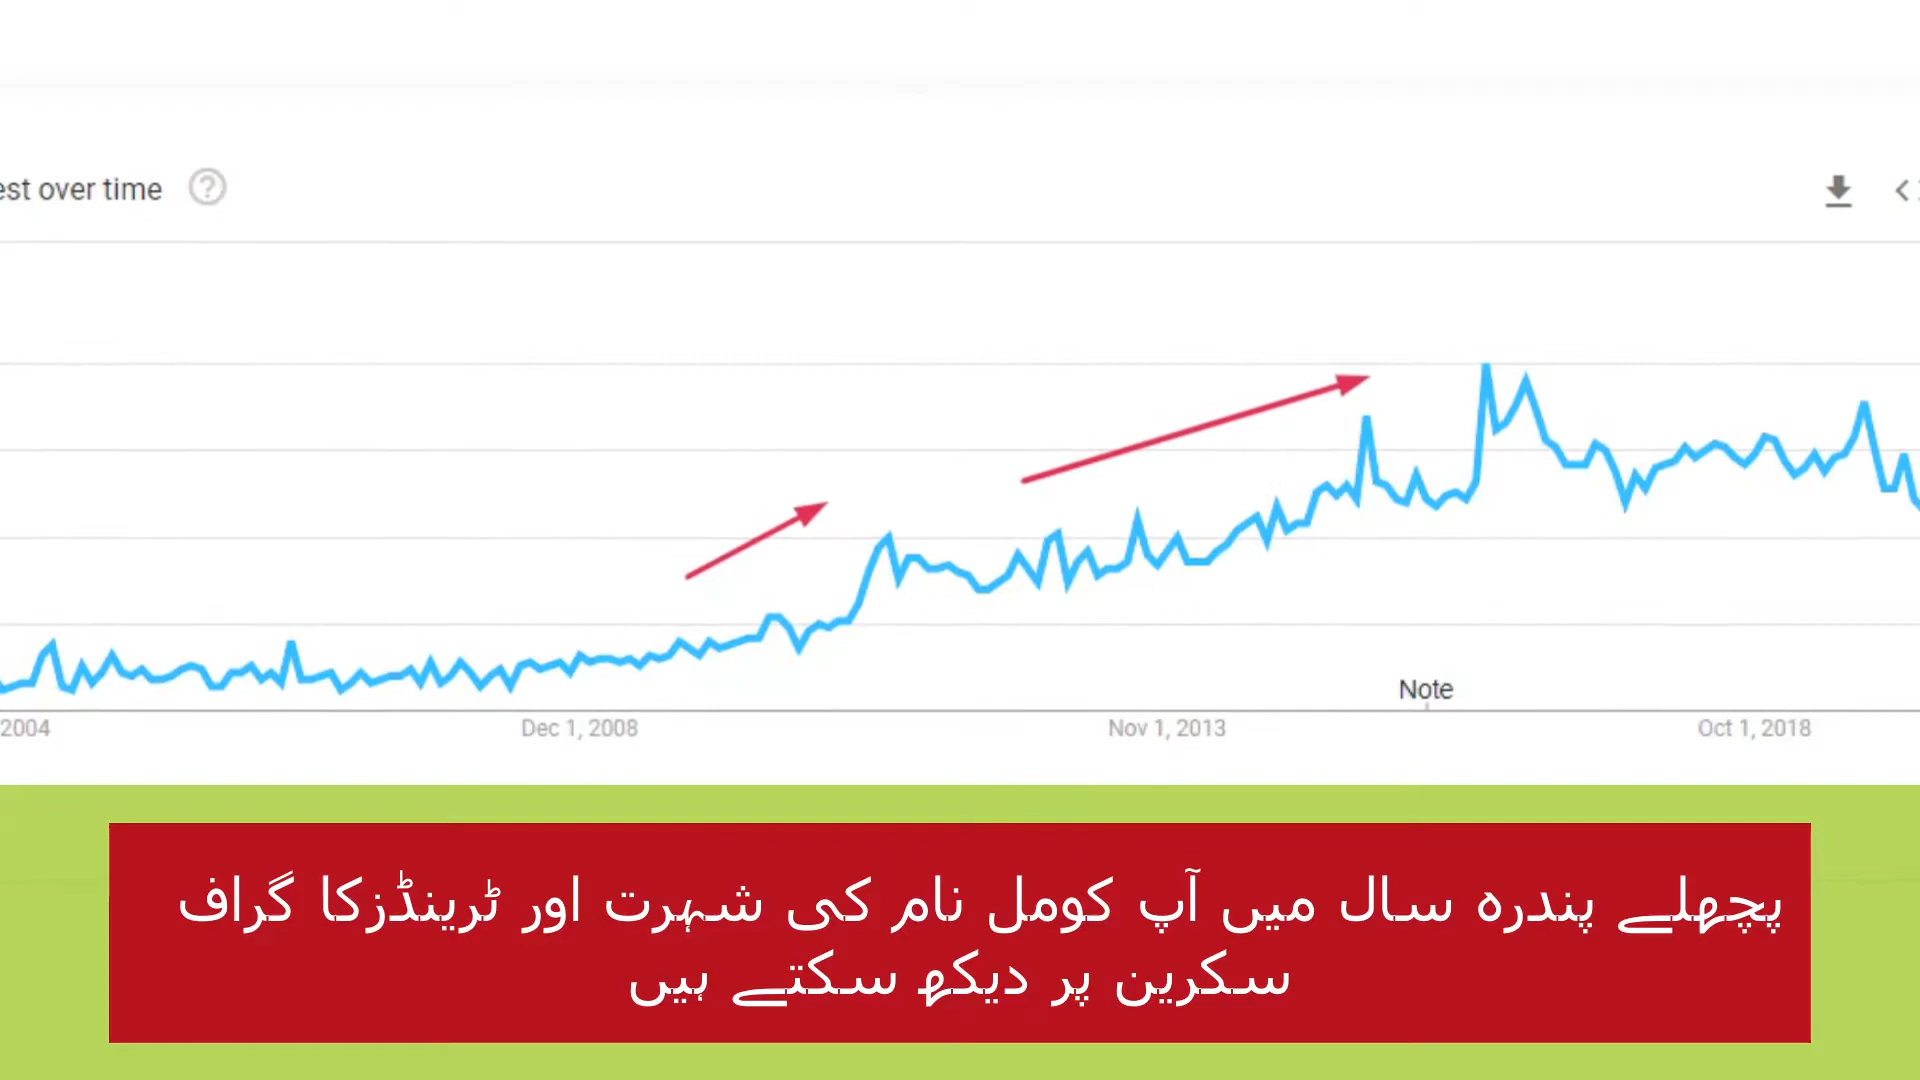 est over time
Note
2004
Dec 1, 2008
Nov 1, 2013
Oct 1, 2018
پچھلے پندرہ سال میں آپ کومل نام کی شہرت اور ٹرینڈزکا گراف
سکرین پر دیکھ سکتے ہیں